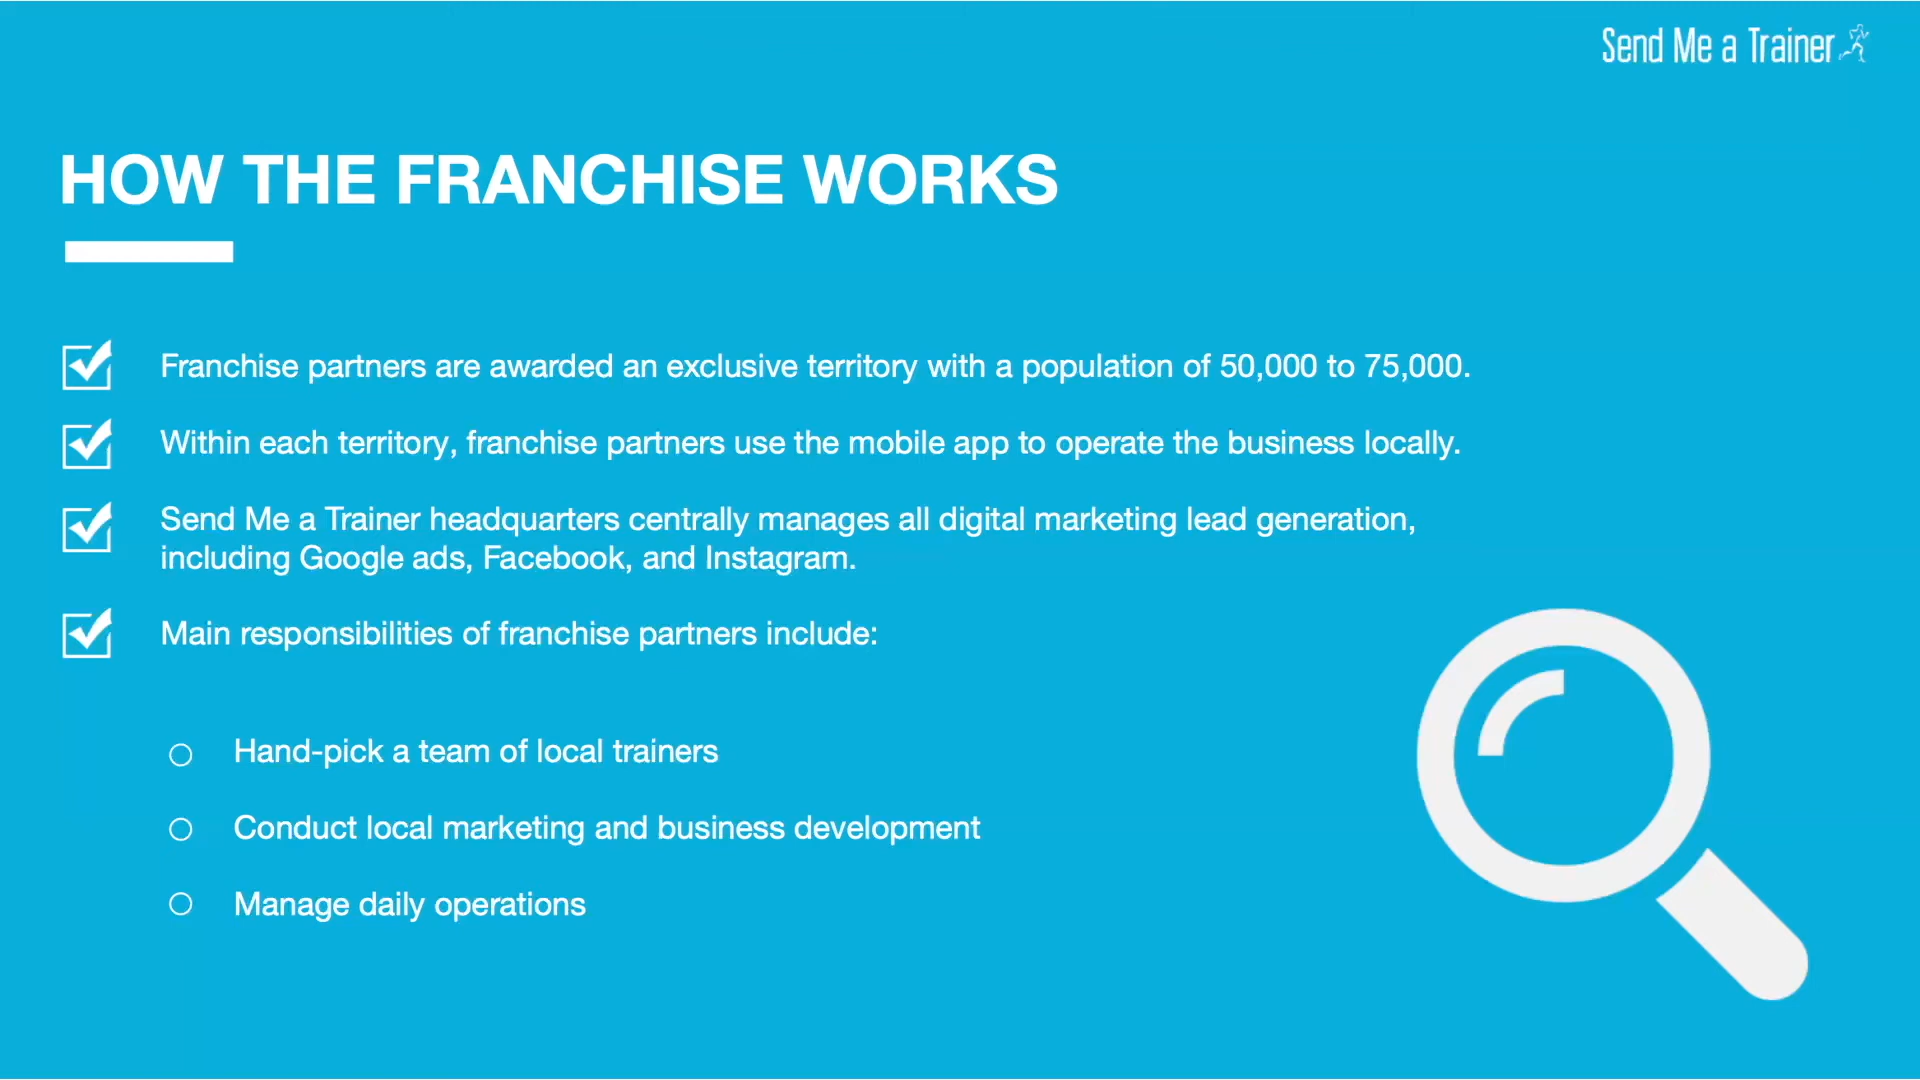 Send Me a Trainer
HOW THE FRANCHISE WORKS
Franchise partners are awarded an exclusive territory with a population of 50,000 to 75,000.
Within each territory, franchise partners use the mobile app to operate the business locally.
Send Me a Trainer headquarters centrally manages all digital marketing lead generation,
including Google ads, Facebook, and Instagram.
Main responsibilities of franchise partners include:
Hand-pick a team of local trainers
Conduct local marketing and business development
Manage daily operations